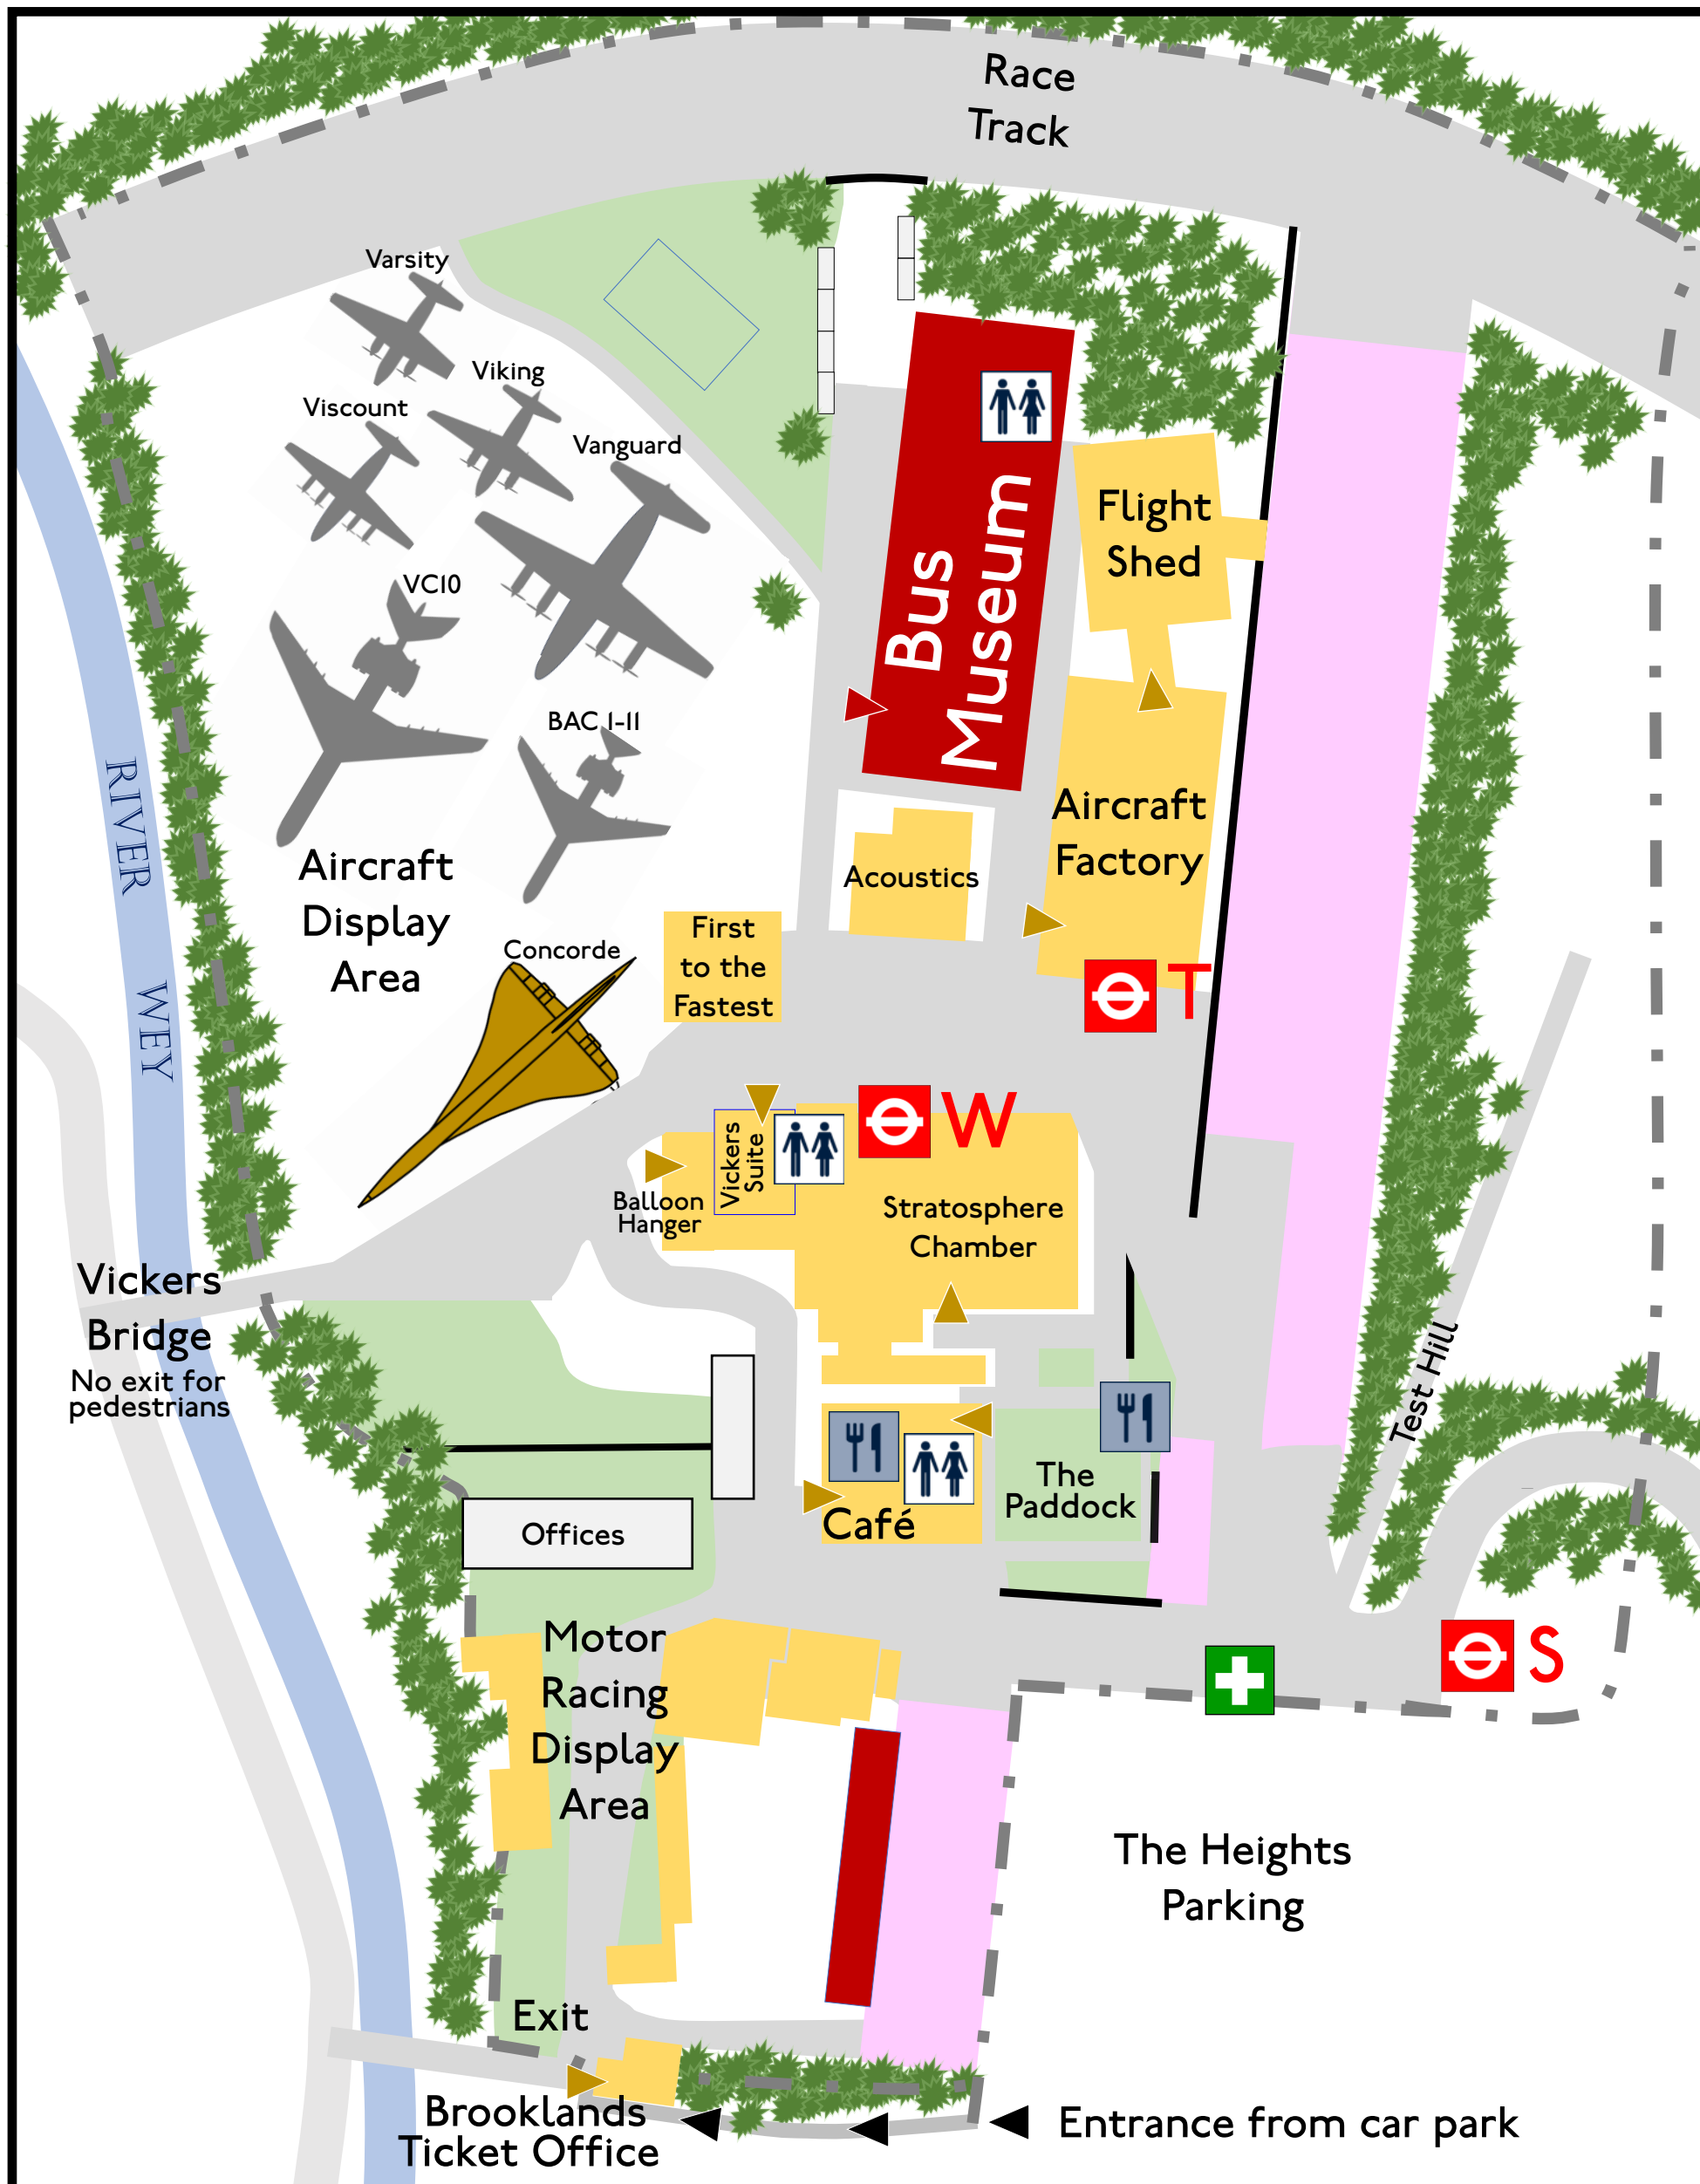 Race
Track
Varsity
Viking
Viscount
Vanguard
VC10
BAC 1-11
Aircraft
Display
Area
Concorde
RIVER WEY
Bus
Museum
Flight
Shed
Aircraft
Factory
Acoustics
First
to the
Fastest
T
W
Vickers
Suite
Balloon
Hanger
Stratosphere
Chamber
Vickers
Bridge
No exit for
pedestrians
Test Hill
Café
The
Paddock
Offices
Motor
Racing
Display
Area
S
The Heights
Parking
Exit
Brooklands
Ticket Office
Entrance from car park